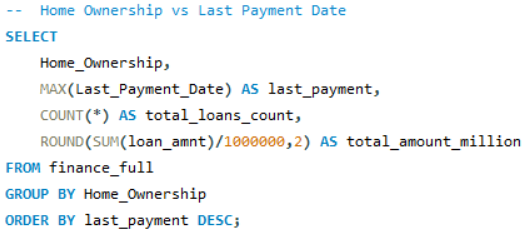 --  Home Ownership vs Last Payment Date
SELECT
    Home_Ownership,
    MAX(Last_Payment_Date) AS last_payment,
    COUNT(*) AS total_loans_count,
    ROUND(SUM(loan_amnt)/1000000,2) AS total_amount_million
FROM finance_full
GROUP BY Home_Ownership
ORDER BY last_payment DESC;